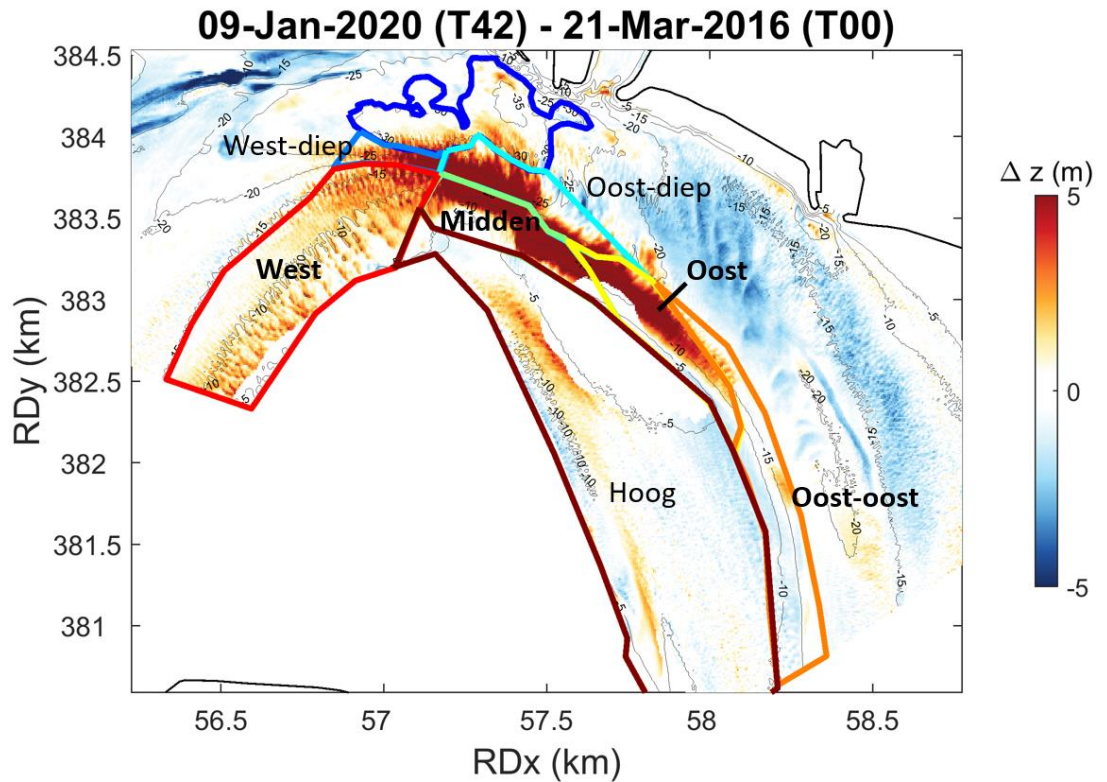 09-Jan-2020 (T42) - 21-Mar-2016 (T00)
384.5
384
383.5
383
382.5
382
381.5
381
RDy (km)
West-diep
Oost-diep
Midden
West
Oost
Hoog
Oost-oost
56.5
57
57.5
58
58.5
RDx (km)
Δ z (m)
5
0
-5